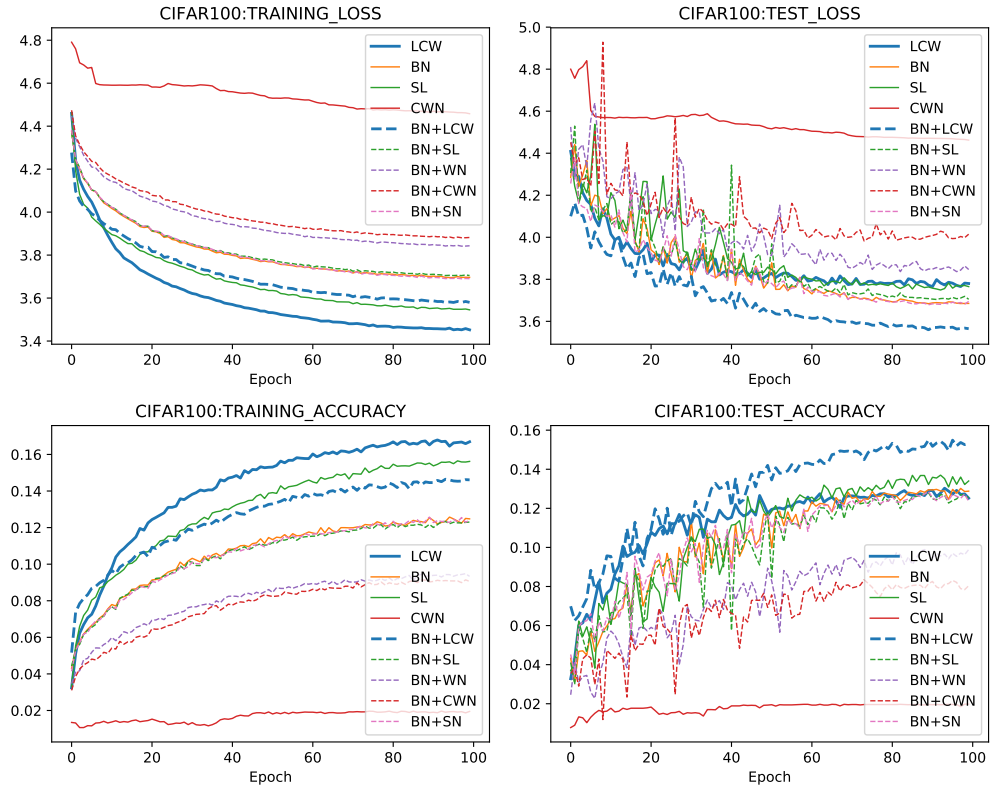 CIFAR100:TRAINING_LOSS
4.8
4.6
4.4
4.2
4.0
3.8
3.6
3.4
0 20 40 60 80 100
Epoch
LCW
BN
SL
CWN
BN+LCW
BN+SL
BN+WN
BN+CWN
BN+SN
CIFAR100:TEST_LOSS
5.0
4.8
4.6
4.4
4.2
4.0
3.8
3.6
0 20 40 60 80 100
Epoch
LCW
BN
SL
CWN
BN+LCW
BN+SL
BN+WN
BN+CWN
BN+SN
CIFAR100:TRAINING_ACCURACY
0.16
0.14
0.12
0.10
0.08
0.06
0.04
0.02
0 20 40 60 80 100
Epoch
LCW
BN
SL
CWN
BN+LCW
BN+SL
BN+WN
BN+CWN
BN+SN
CIFAR100:TEST_ACCURACY
0.16
0.14
0.12
0.10
0.08
0.06
0.04
0.02
0 20 40 60 80 100
Epoch
LCW
BN
SL
CWN
BN+LCW
BN+SL
BN+WN
BN+CWN
BN+SN